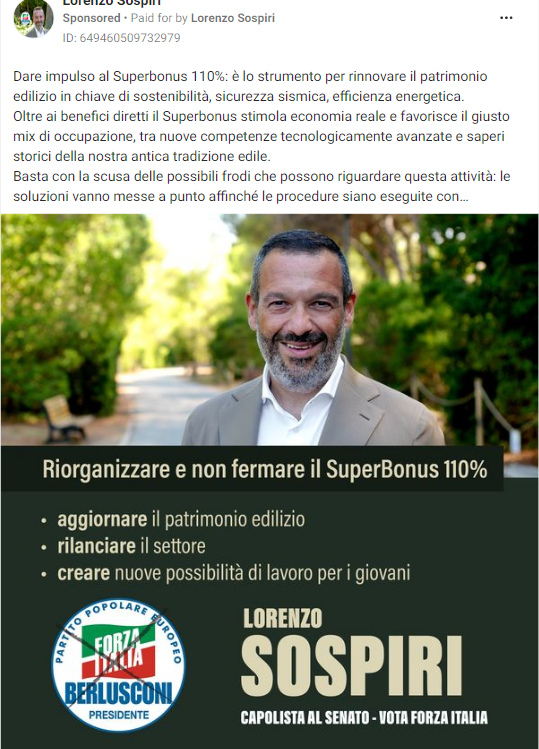 Lorenzo Sospiri
Sponsored • Paid for by Lorenzo Sospiri
ID: 649460509732979
Dare impulso al Superbonus 110%: è lo strumento per rinnovare il patrimonio
edilizio in chiave di sostenibilità, sicurezza sismica, efficienza energetica.
Oltre ai benefici diretti il Superbonus stimola economia reale e favorisce il giusto
mix di occupazione, tra nuove competenze tecnologicamente avanzate e saperi
storici della nostra antica tradizione edile.
Basta con la scusa delle possibili frodi che possono riguardare questa attività: le
soluzioni vanno messe a punto affinché le procedure siano eseguite con...
Riorganizzare e non fermare il SuperBonus 110%
• aggiornare il patrimonio edilizio
• rilanciare il settore
• creare nuove possibilità di lavoro per i giovani
PARTITO POPOLARE EUROPEO
FORZA
ITALIA
BERLUSCONI
PRESIDENTE
LORENZO
SOSPIRI
CAPOLISTA AL SENATO - VOTA FORZA ITALIA